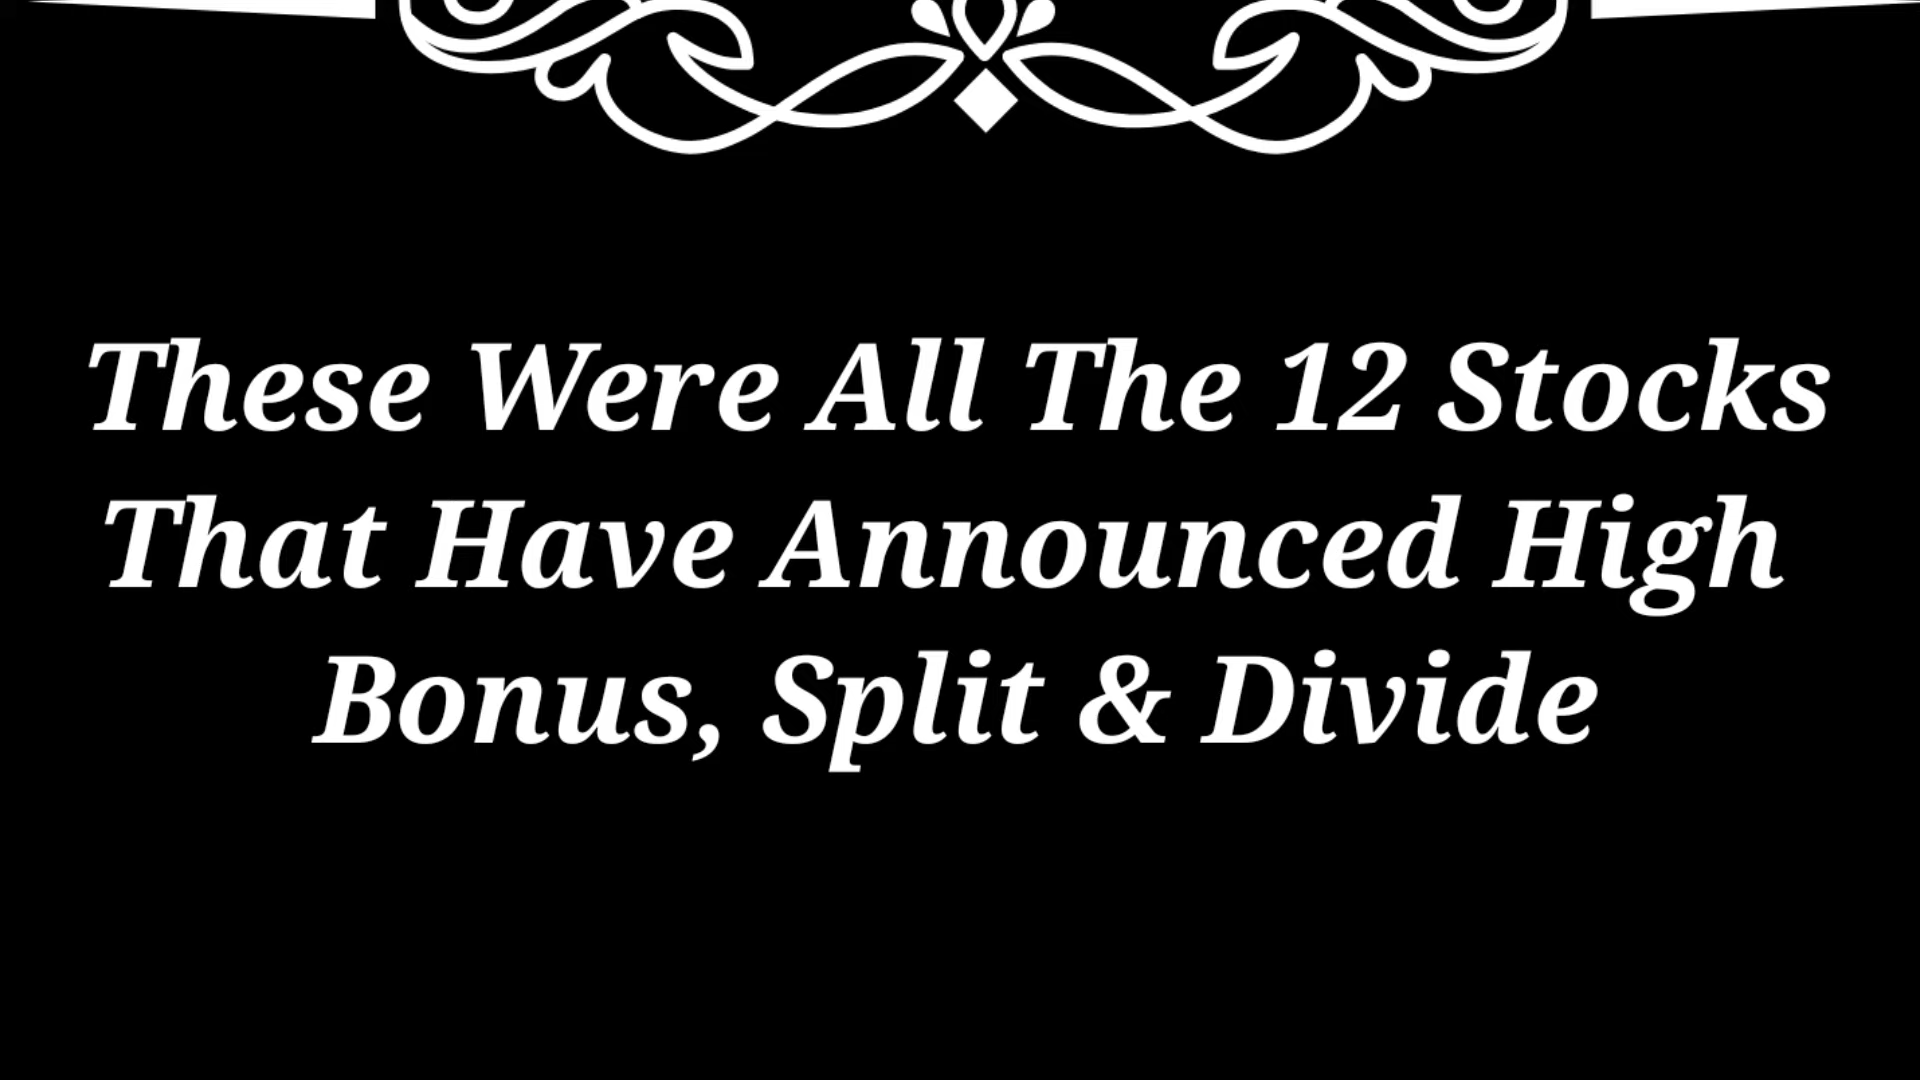 These Were All The 12 Stocks
That Have Announced High
Bonus, Split & Divide